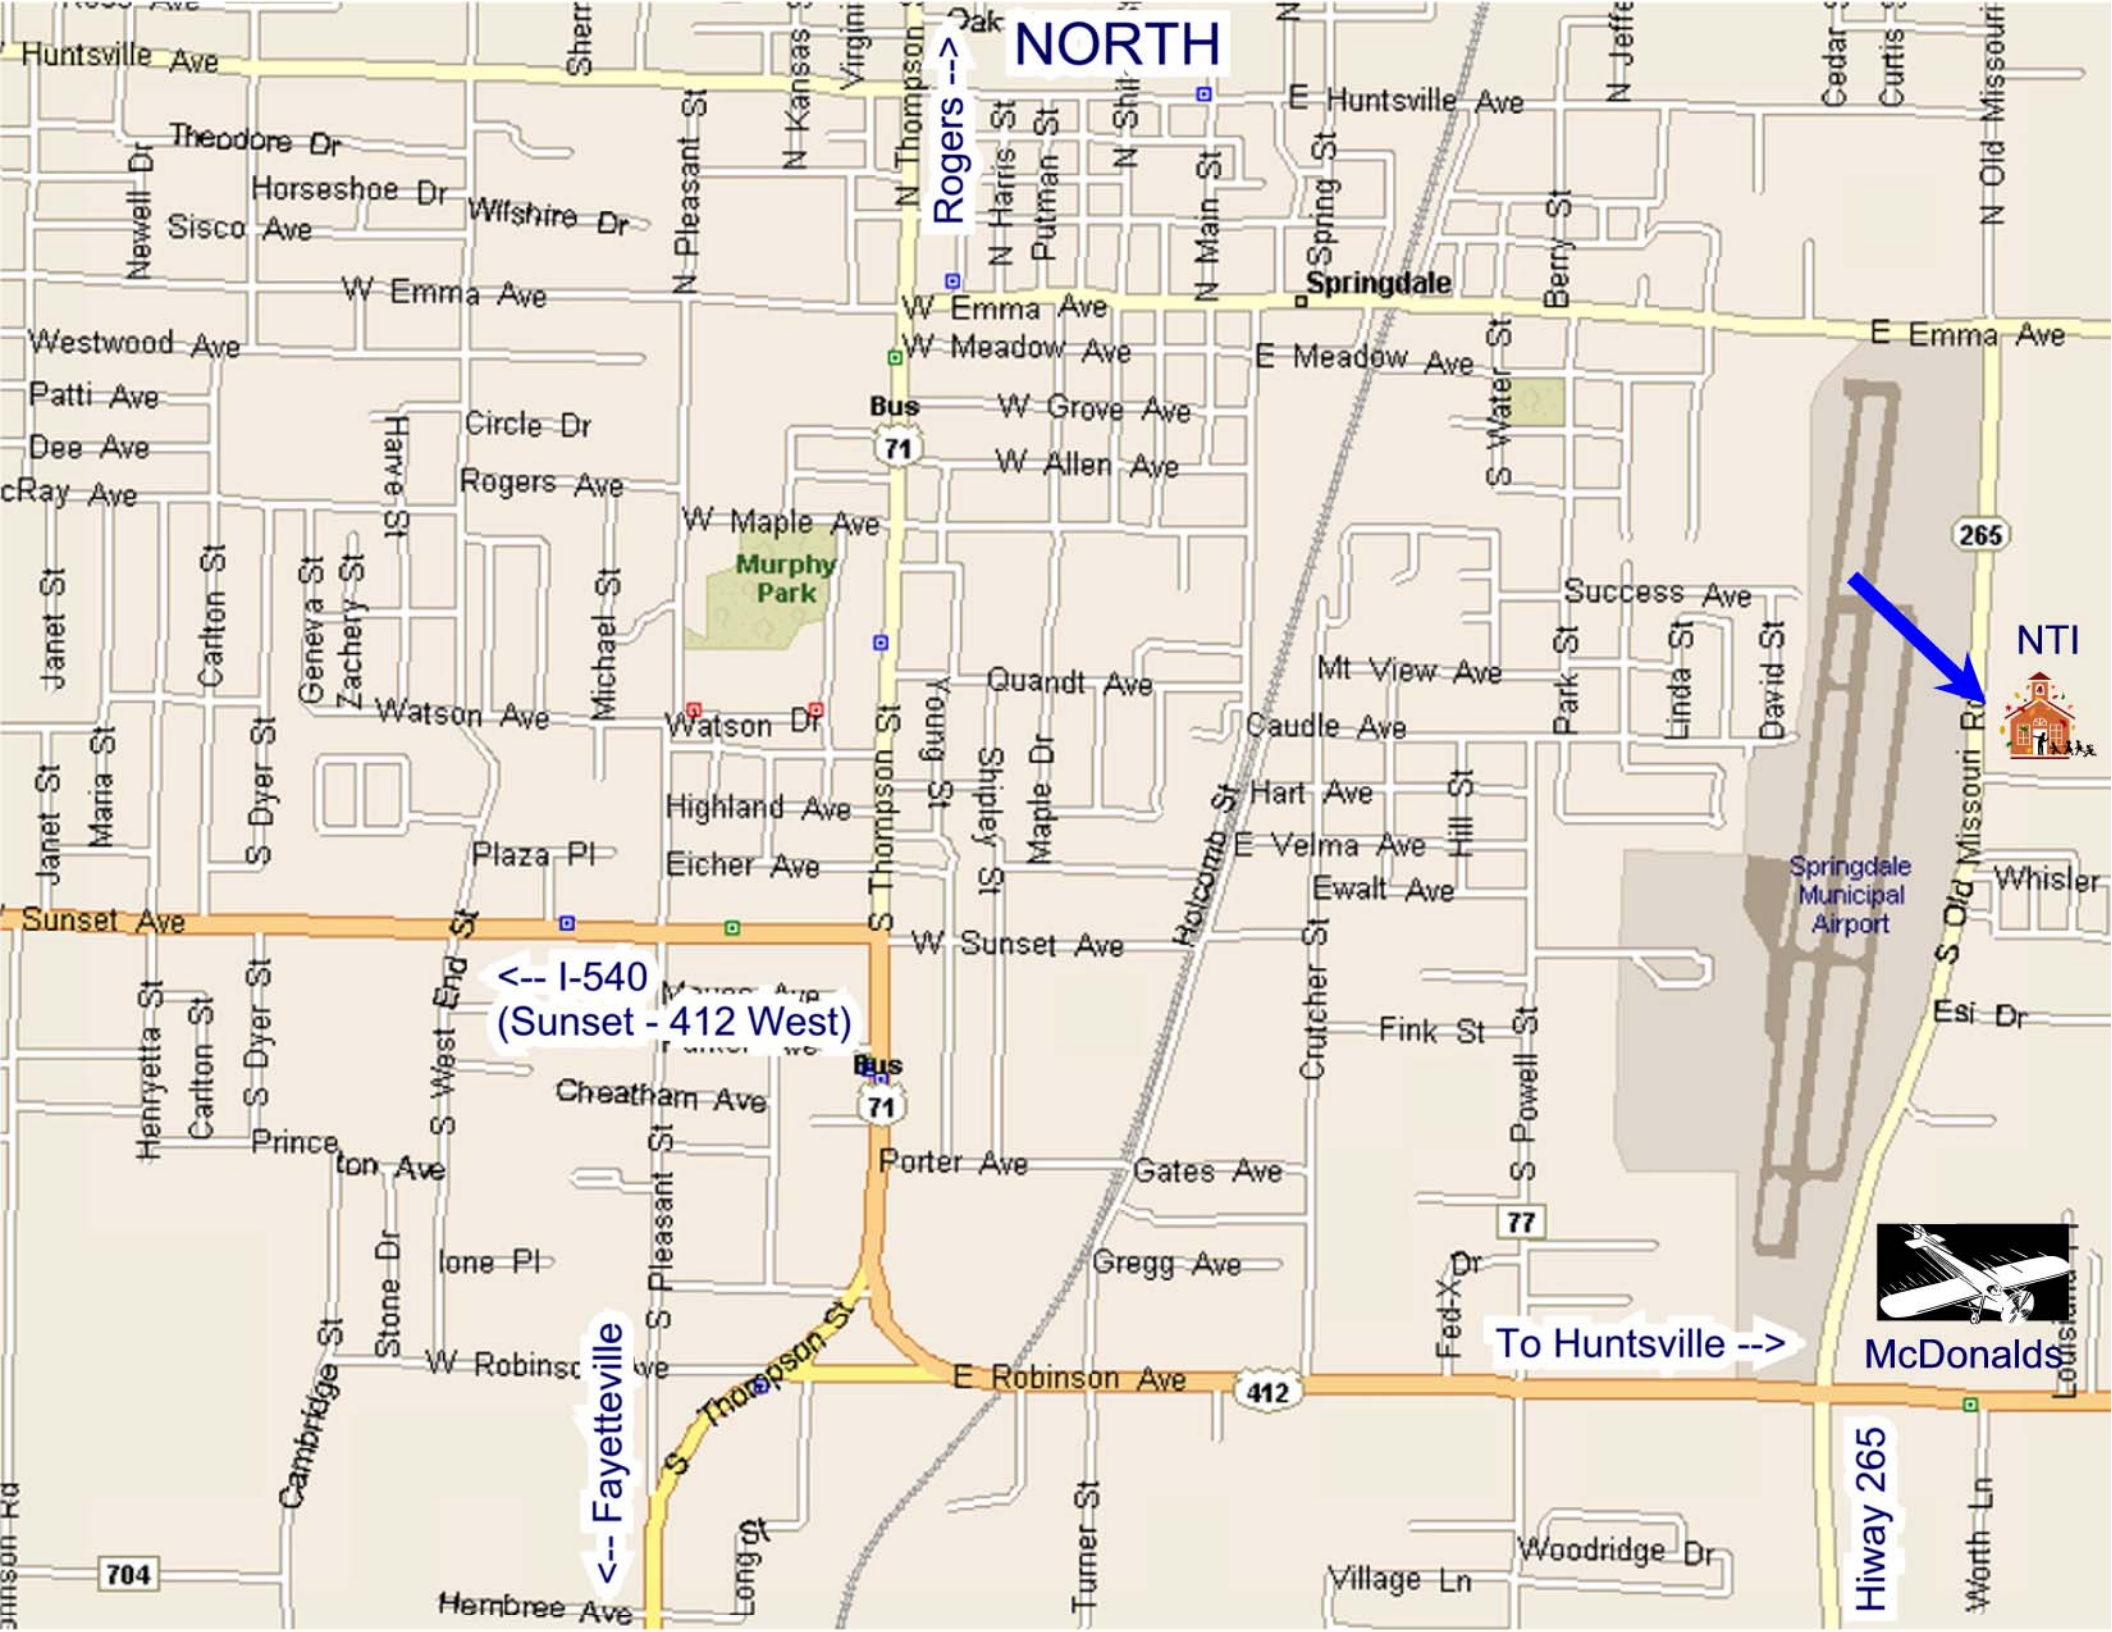 NORTH
Oak
Huntsville Ave
E Huntsville Ave
N Kansas
Virgini
N Thompson
Rogers -->
N Harris St
Putman St
N Main St
Spring St
N Jeffe
Cedar
Curtis
N Old Missouri
Theodore Dr
Newell Dr
Horseshoe Dr
Wilshire Dr
Sisco Ave
N Pleasant St
Berry St
W Emma Ave
W Emma Ave
Springdale
E Emma Ave
Westwood Ave
W Meadow Ave
E Meadow Ave
S Water St
Patti Ave
Harve St
Circle Dr
Bus
71
W Grove Ave
Dee Ave
W Allen Ave
cRay Ave
Rogers Ave
W Maple Ave
265
Murphy
Park
Success Ave
Janet St
Carlton St
Geneva St
Zachery St
Michael St
Quandt Ave
Mt View Ave
Park St
Linda St
David St
NTI
Watson Ave
Watson Dr
Young St
Caudle Ave
Maria St
Janet St
S Dyer St
Shipley St
Maple Dr
Highland Ave
S Thompson St
Hart Ave
Hill St
Holcomb St
E Velma Ave
Plaza Pl
Eicher Ave
Ewalt Ave
Springdale
Municipal
Airport
S Old Missouri Rd
Whisler
Sunset Ave
W Sunset Ave
<-- I-540
(Sunset - 412 West)
S West End St
Henryetta St
Carlton St
S Dyer St
Crutcher St
Fink St
S Powell St
Esi Dr
Bus
71
Cheatham Ave
Princeton Ave
Porter Ave
Gates Ave
S Pleasant St
77
Stone Dr
Ione Pl
Gregg Ave
Fed-X Dr
To Huntsville -->
McDonalds
Cambridge St
W Robins
S Thompson St
E Robinson Ave
412
<-- Fayetteville
Hiway 265
704
Long St
Turner St
Woodridge Dr
Village Ln
Worth Ln
Hembree Ave